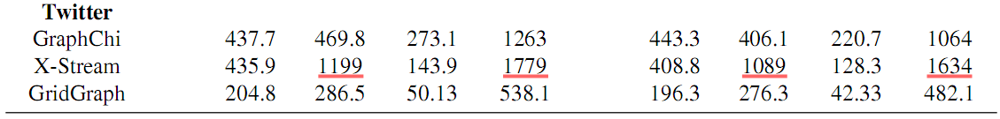 Twitter
GraphChi 437.7 469.8 273.1 1263 443.3 406.1 220.7 1064
X-Stream 435.9 1199 143.9 1779 408.8 1089 128.3 1634
GridGraph 204.8 286.5 50.13 538.1 196.3 276.3 42.33 482.1